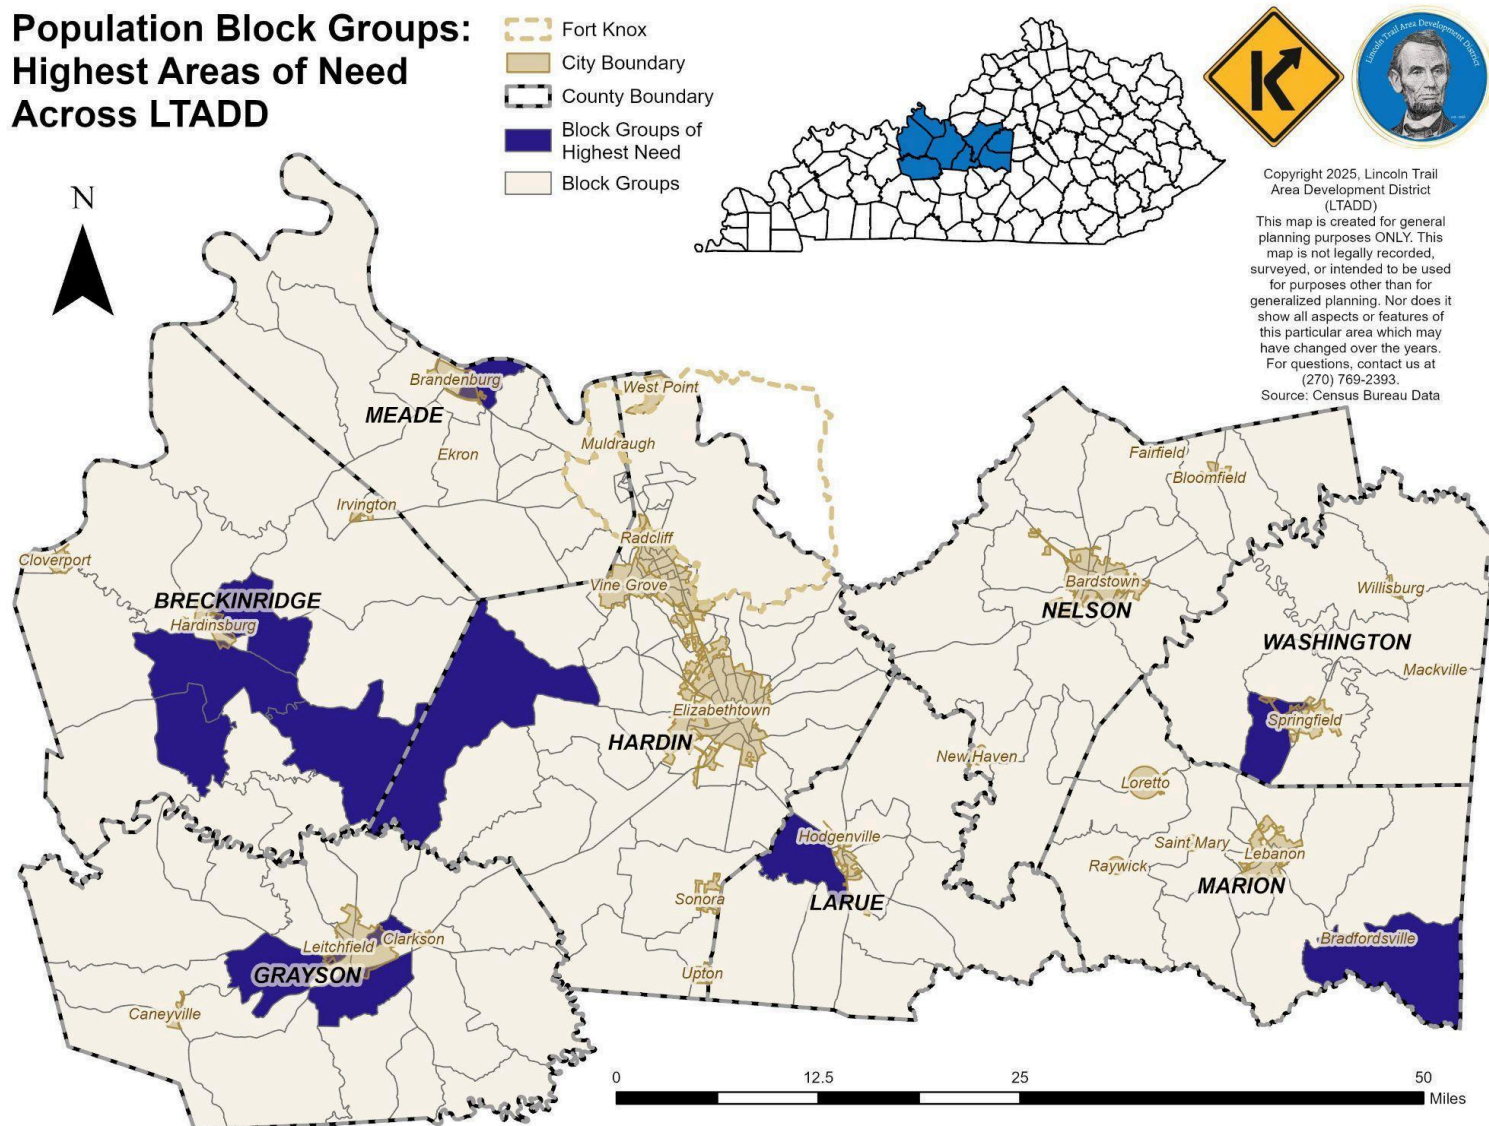 Population Block Groups:
Highest Areas of Need
Across LTADD
Fort Knox
City Boundary
County Boundary
Block Groups of
Highest Need
Block Groups
K
Lincoln Trail Area Development District
Copyright 2025, Lincoln Trail
Area Development District
(LTADD)
This map is created for general
planning purposes ONLY. This
map is not legally recorded,
surveyed, or intended to be used
for purposes other than for
generalized planning. Nor does it
show all aspects or features of
this particular area which may
have changed over the years.
For questions, contact us at
(270) 769-2393.
Source: Census Bureau Data
N
Brandenburg
West Point
MEADE
Muldraugh
Ekron
Fairfield
Bloomfield
Irvington
Radcliff
Cloverport
Vine Grove
Bardstown
Willisburg
BRECKINRIDGE
NELSON
Hardinsburg
WASHINGTON
Mackville
Elizabethtown
Springfield
HARDIN
New Haven
Loretto
Hodgenville
Saint Mary
Lebanon
Raywick
MARION
Sonora
LARUE
Leitchfield
Clarkson
Bradfordsville
GRAYSON
Upton
Caneyville
0
12.5
25
50
Miles